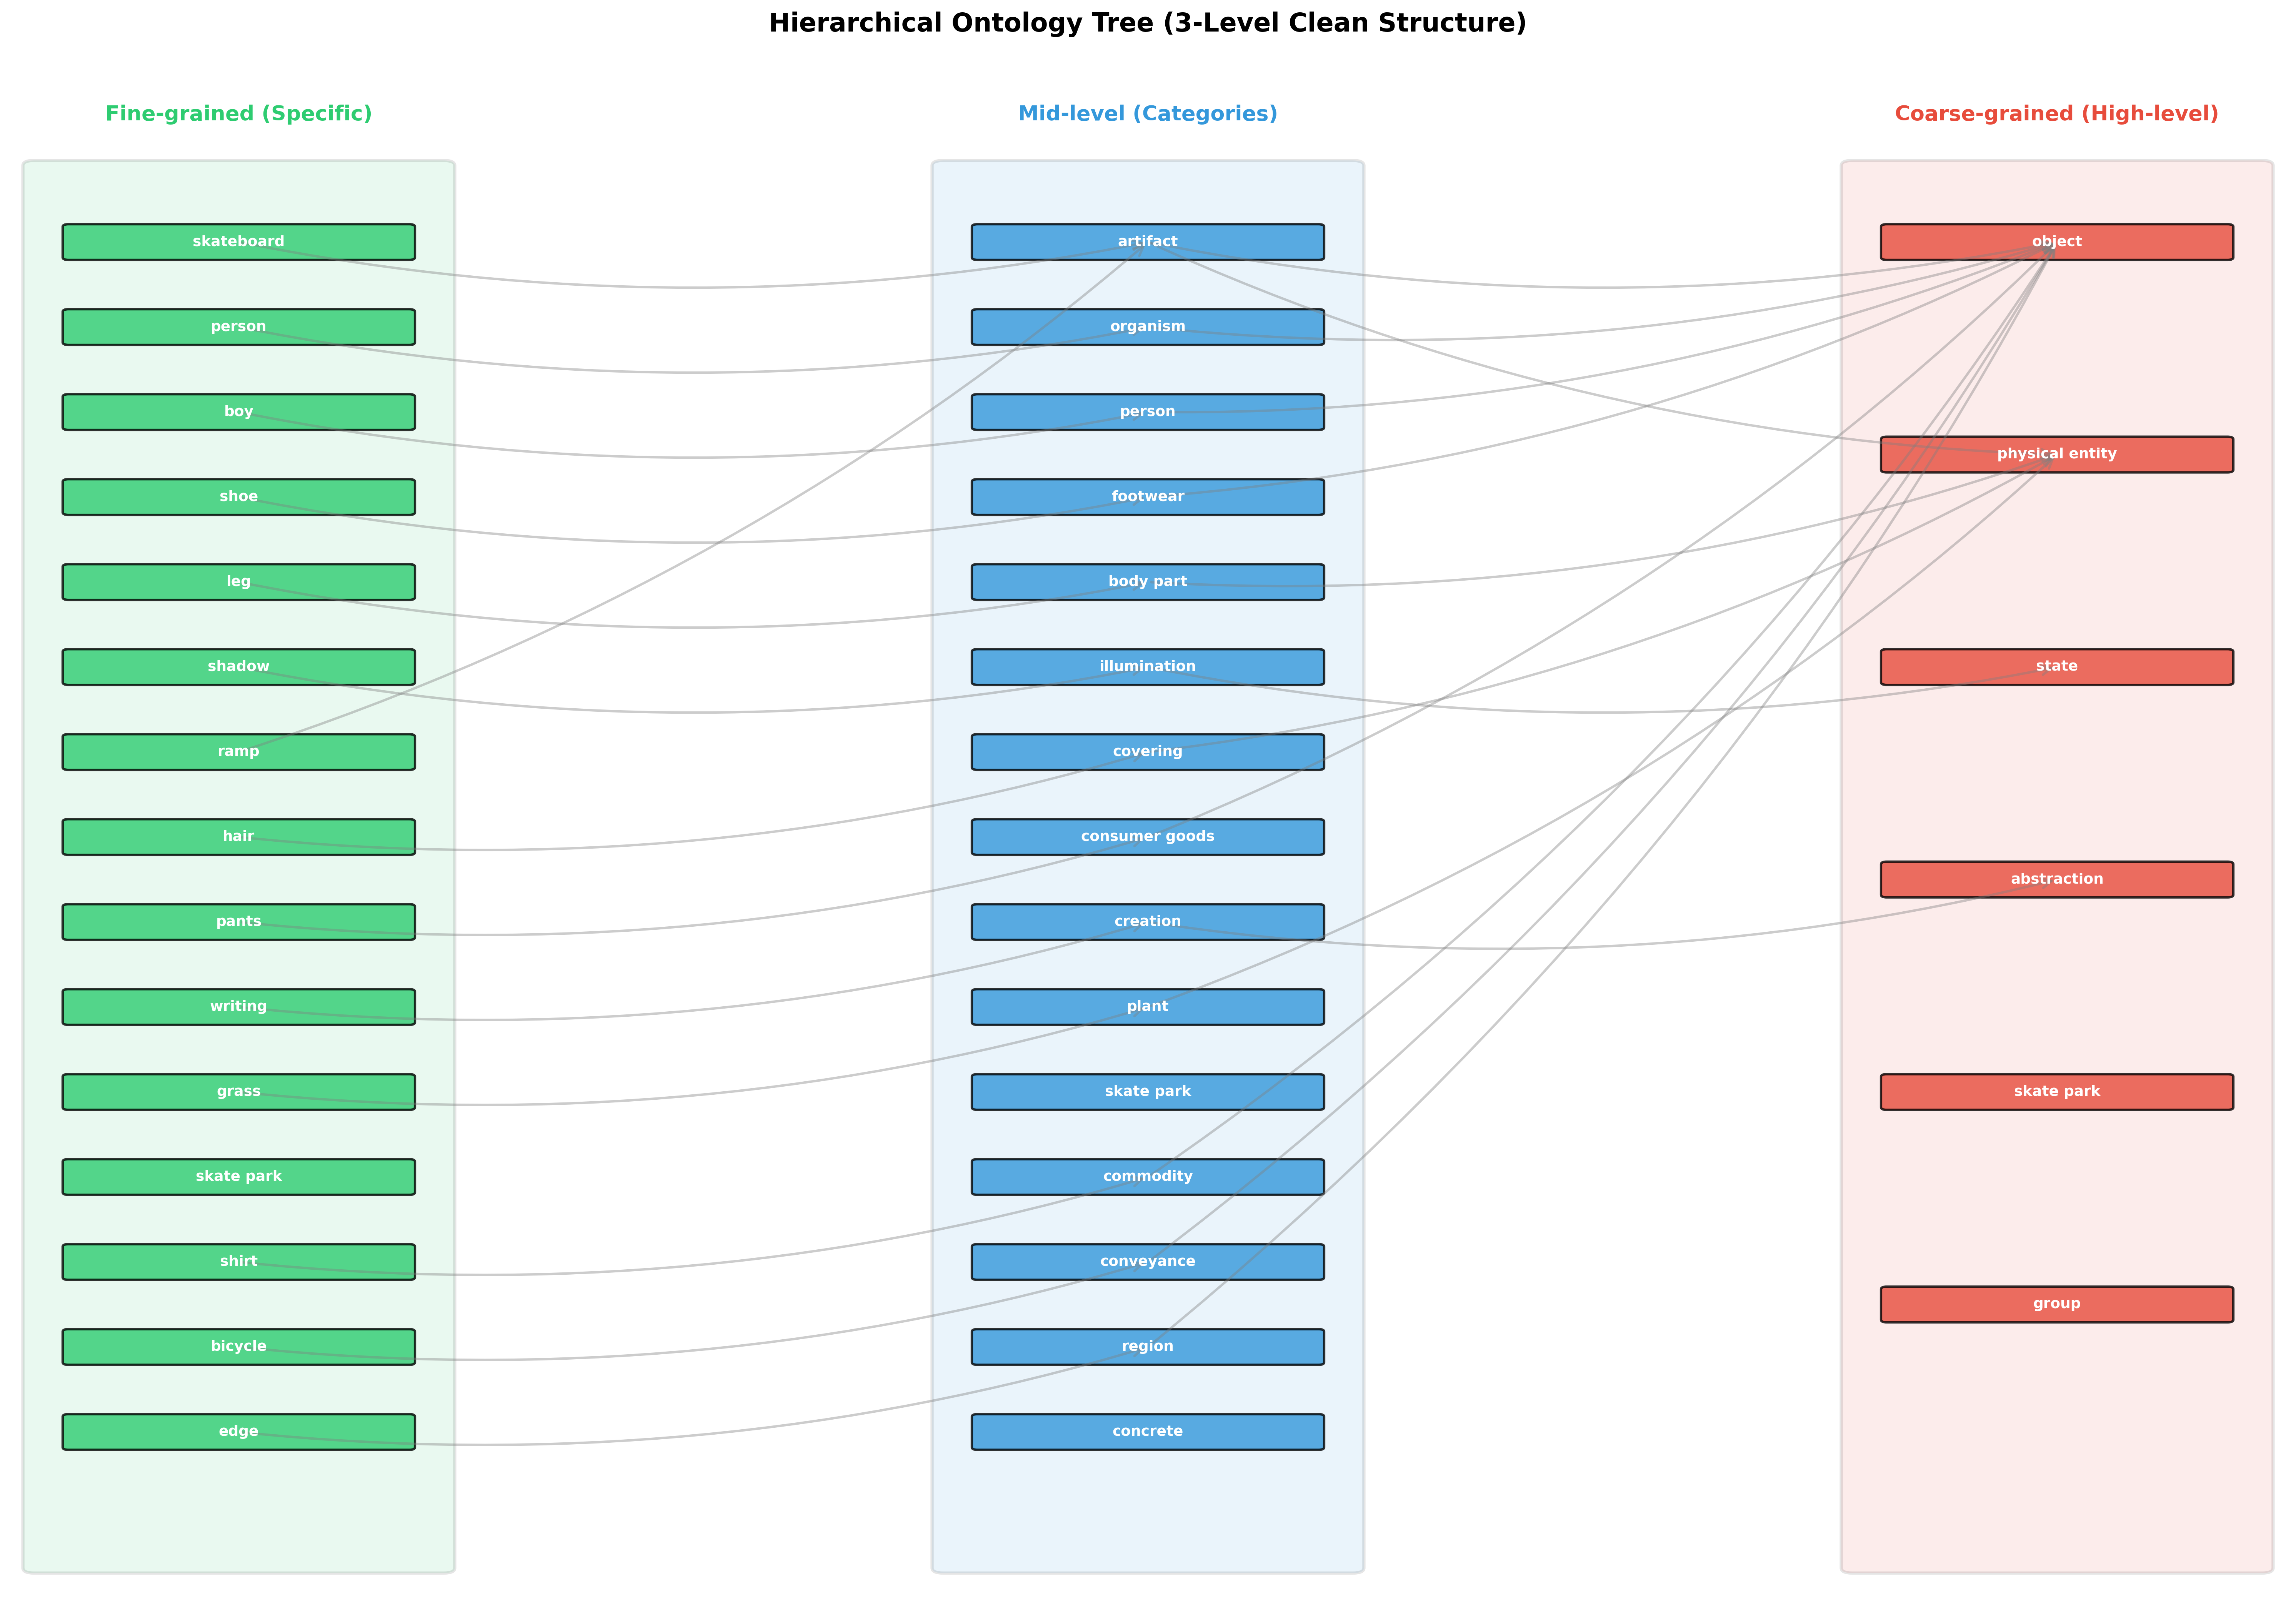 Hierarchical Ontology Tree (3-Level Clean Structure)
Fine-grained (Specific)
skateboard
person
boy
shoe
leg
shadow
ramp
hair
pants
writing
grass
skate park
shirt
bicycle
edge
Mid-level (Categories)
artifact
organism
person
footwear
body part
illumination
covering
consumer goods
creation
plant
skate park
commodity
conveyance
region
concrete
Coarse-grained (High-level)
object
physical entity
state
abstraction
skate park
group